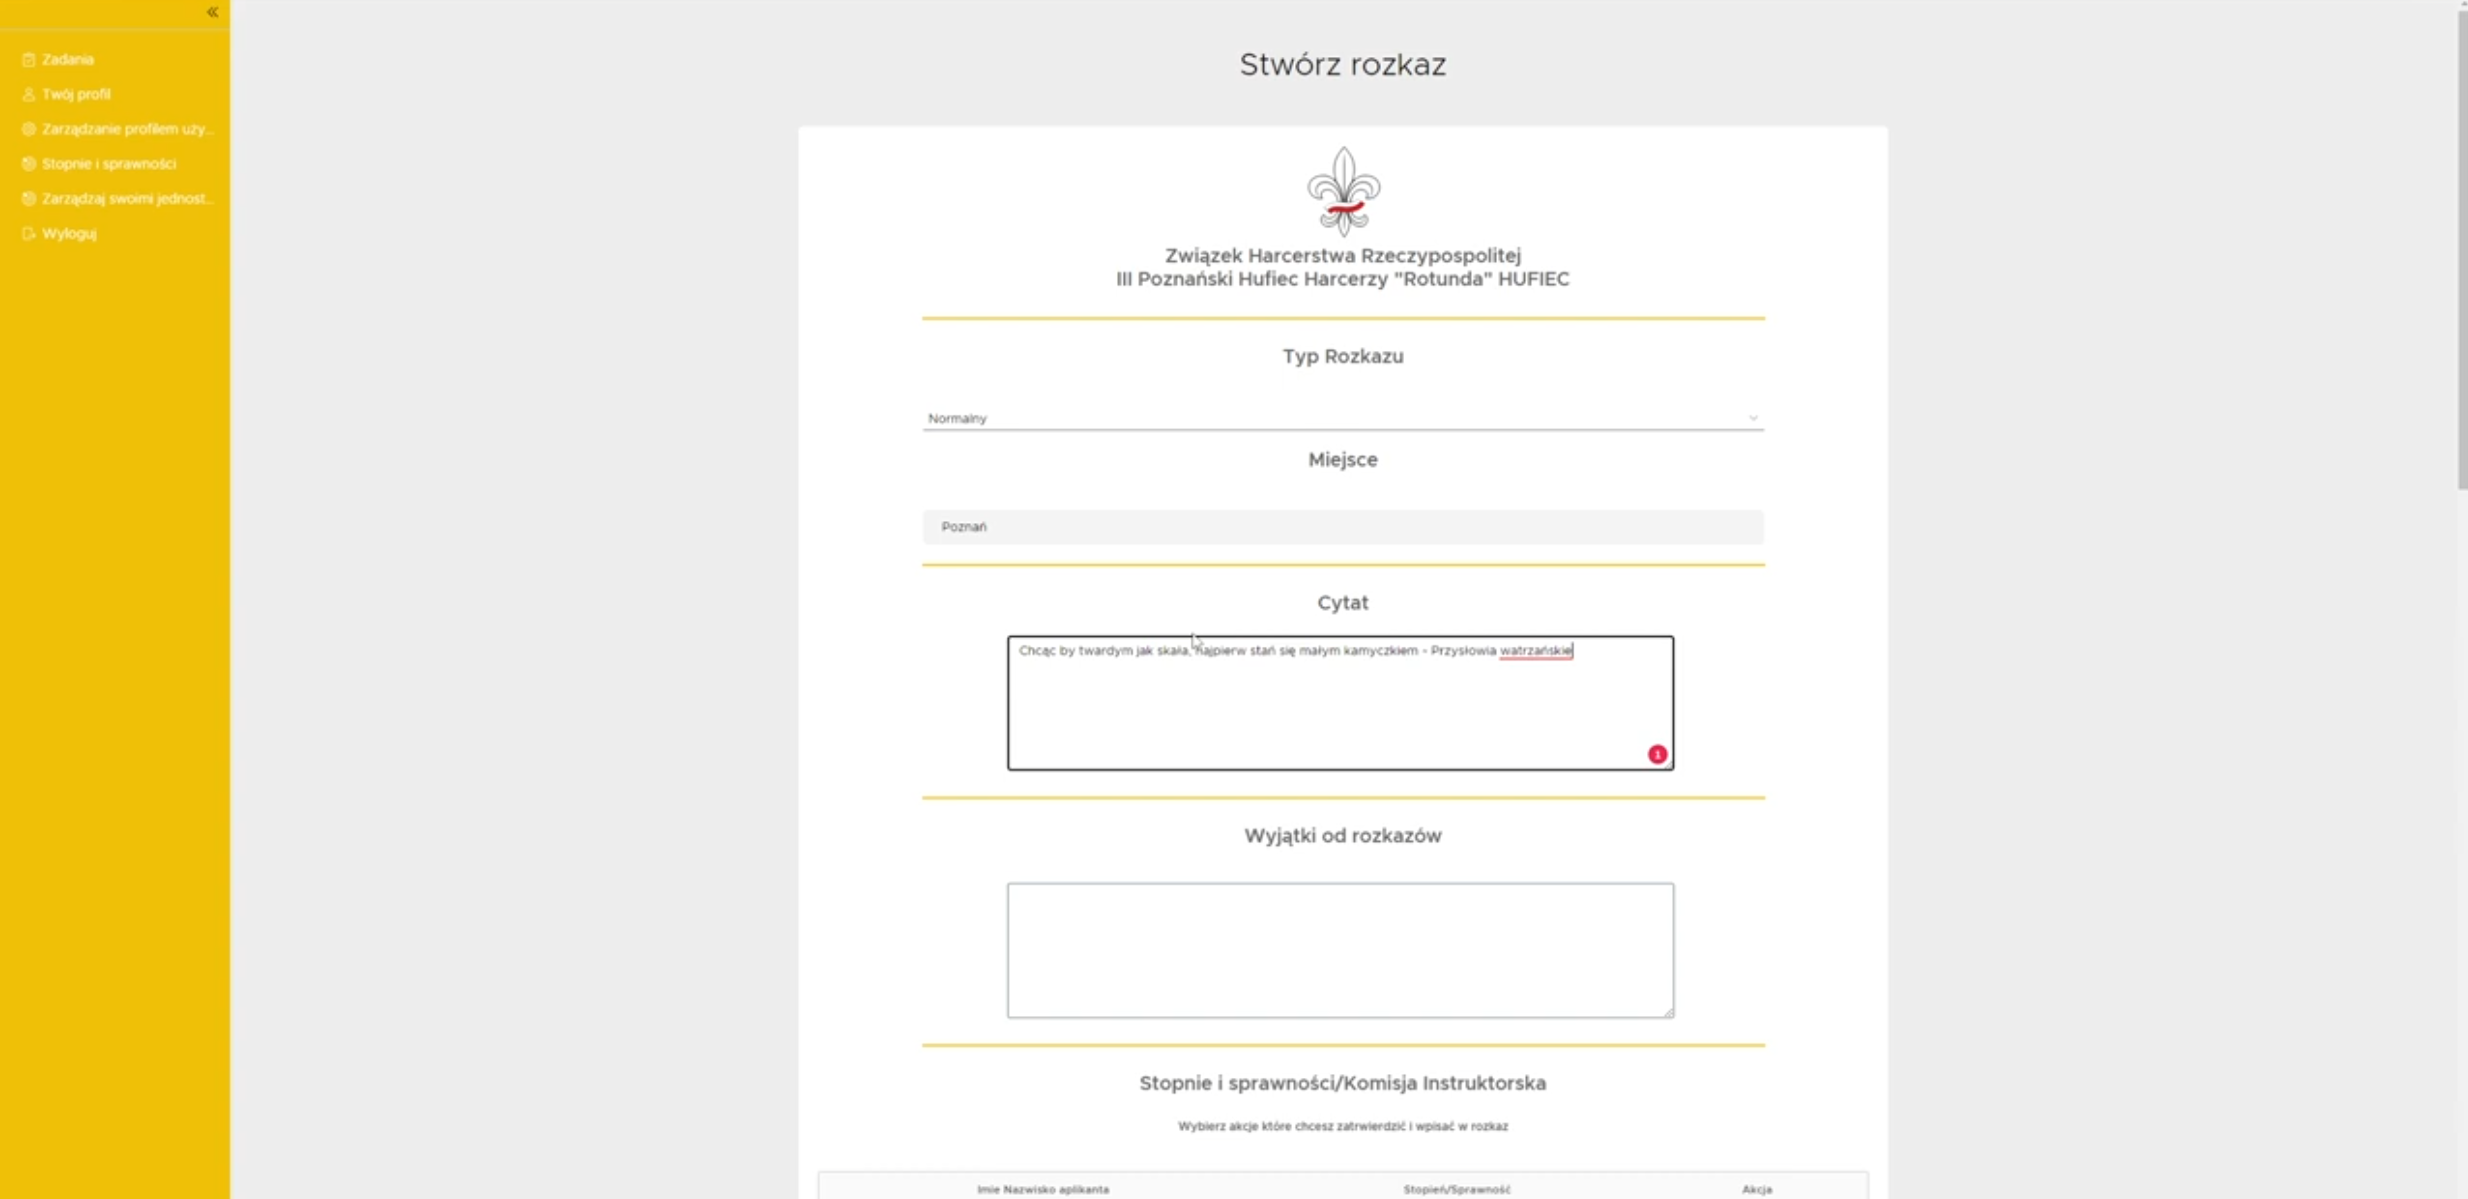 «
Zadania
Twój profil
Zarządzanie profilem uży...
Stopnie i sprawności
Zarządzaj swoimi jednost...
Wyloguj
Stwórz rozkaz
Związek Harcerstwa Rzeczypospolitej
III Poznański Hufiec Harcerzy "Rotunda" HUFIEC
Typ Rozkazu
Normalny
Miejsce
Poznań
Cytat
Chcąc by twardym jak skała, najpierw stań się małym kamyczkiem - Przysłowia watrzańskie
1
Wyjątki od rozkazów
Stopnie i sprawności/Komisja Instruktorska
Wybierz akcje które chcesz zatrwierdzić i wpisać w rozkaz
Imie Nazwisko aplikanta Stopień/Sprawność Akcja